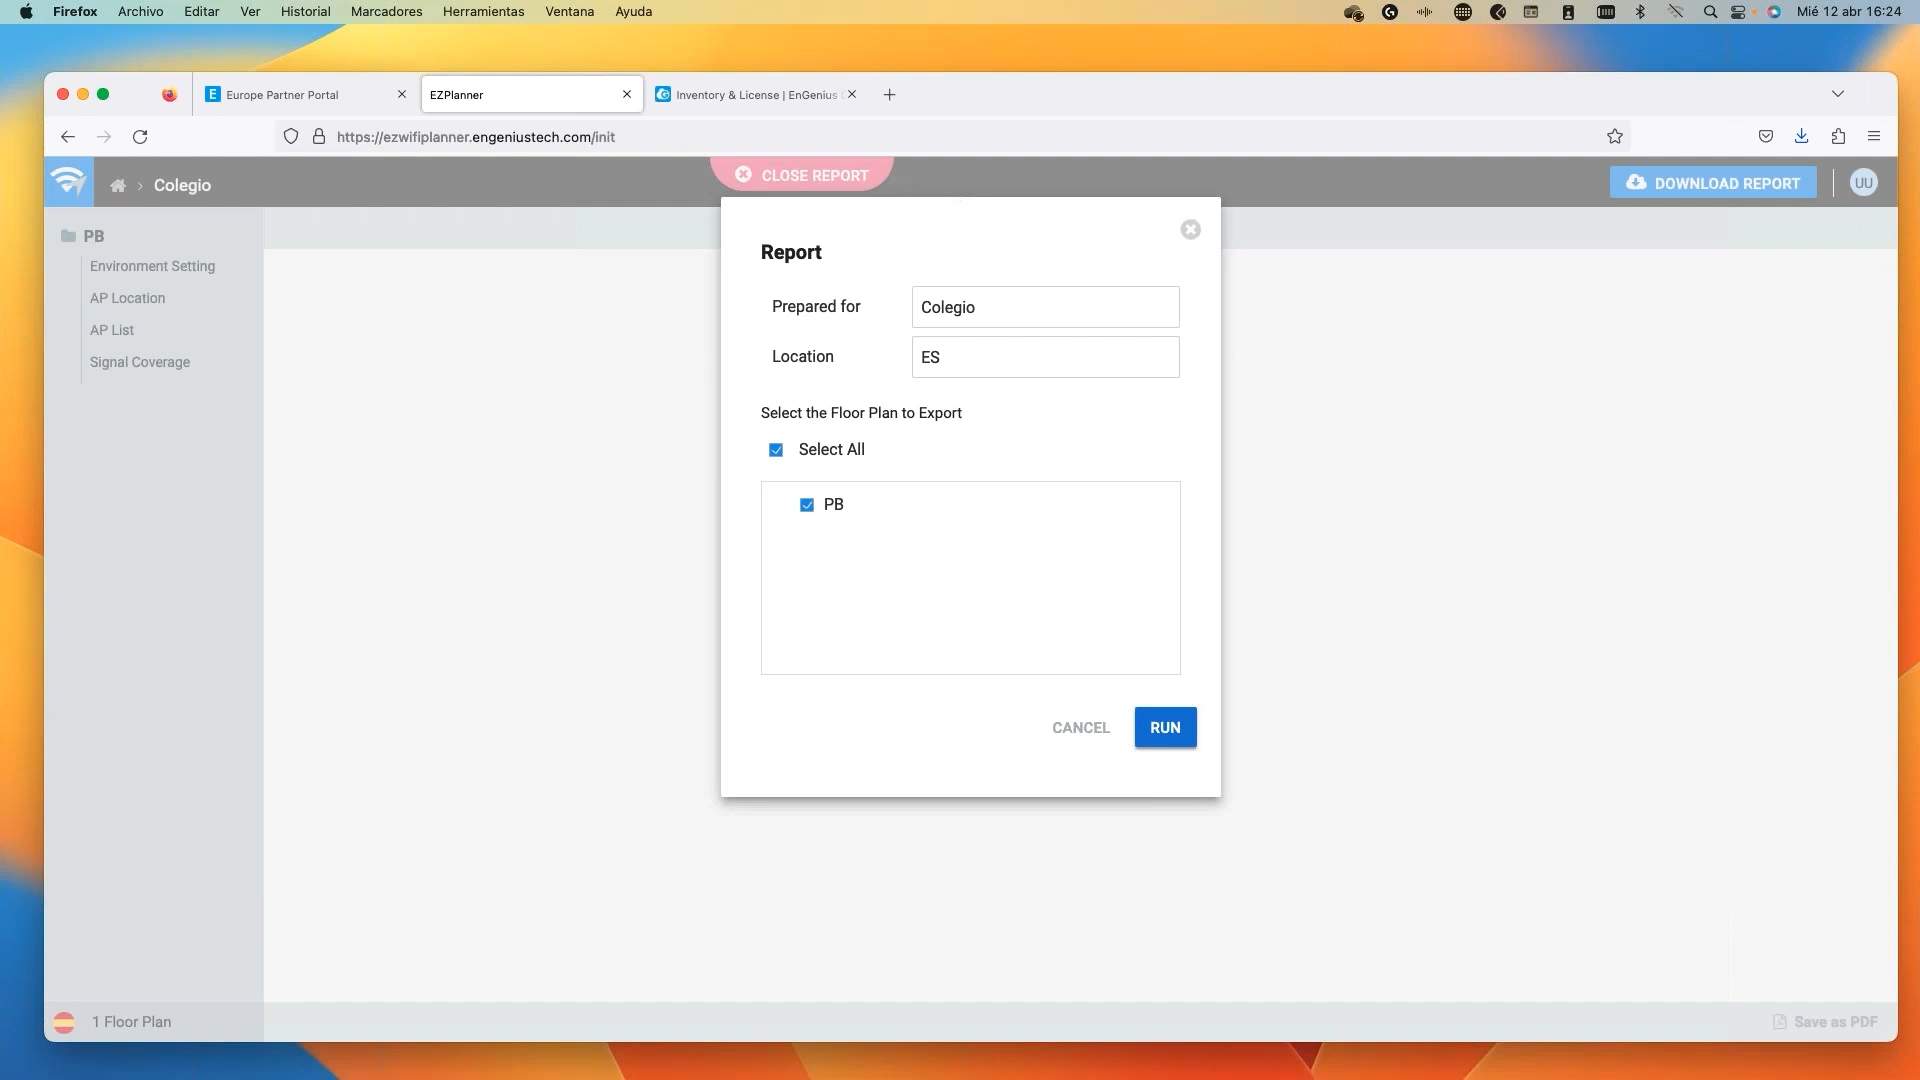 Firefox Archivo Editar Ver Historial Marcadores Herramientas Ventana Ayuda Mié 12 abr 16:24
E Europe Partner Portal EZPlanner Inventory & License | EnGenius
https://ezwifiplanner.engeniustech.com/init
Colegio CLOSE REPORT DOWNLOAD REPORT UU
PB
Environment Setting
AP Location
AP List
Signal Coverage
Report
Prepared for Colegio
Location ES
Select the Floor Plan to Export
Select All
PB
CANCEL RUN
1 Floor Plan Save as PDF